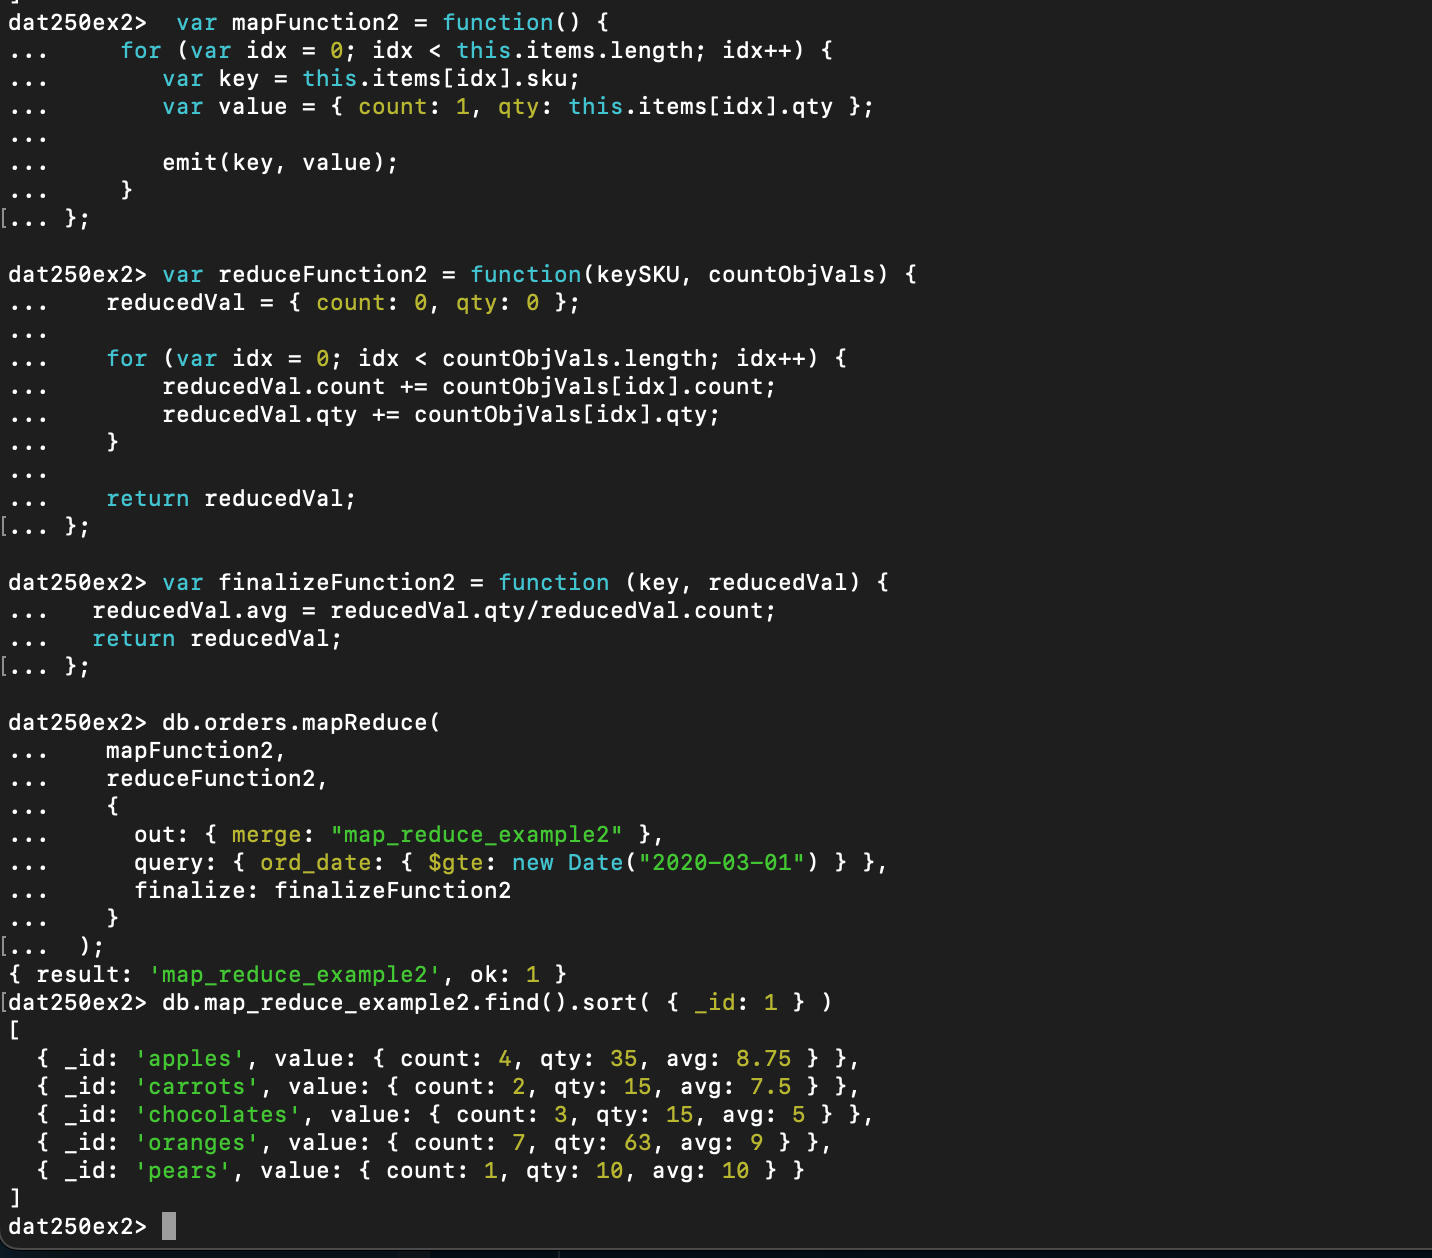 dat250ex2>  var mapFunction2 = function() {
...     for (var idx = 0; idx < this.items.length; idx++) {
...        var key = this.items[idx].sku;
...        var value = { count: 1, qty: this.items[idx].qty };
...
...        emit(key, value);
...     }
[... };

dat250ex2> var reduceFunction2 = function(keySKU, countObjVals) {
...    reducedVal = { count: 0, qty: 0 };
...
...    for (var idx = 0; idx < countObjVals.length; idx++) {
...        reducedVal.count += countObjVals[idx].count;
...        reducedVal.qty += countObjVals[idx].qty;
...    }
...
...    return reducedVal;
[... };

dat250ex2> var finalizeFunction2 = function (key, reducedVal) {
...   reducedVal.avg = reducedVal.qty/reducedVal.count;
...   return reducedVal;
[... };

dat250ex2> db.orders.mapReduce(
...    mapFunction2,
...    reduceFunction2,
...    {
...      out: { merge: "map_reduce_example2" },
...      query: { ord_date: { $gte: new Date("2020-03-01") } },
...      finalize: finalizeFunction2
...    }
[...  );
{ result: 'map_reduce_example2', ok: 1 }
[dat250ex2> db.map_reduce_example2.find().sort( { _id: 1 } )
[
  { _id: 'apples', value: { count: 4, qty: 35, avg: 8.75 } },
  { _id: 'carrots', value: { count: 2, qty: 15, avg: 7.5 } },
  { _id: 'chocolates', value: { count: 3, qty: 15, avg: 5 } },
  { _id: 'oranges', value: { count: 7, qty: 63, avg: 9 } },
  { _id: 'pears', value: { count: 1, qty: 10, avg: 10 } }
]
dat250ex2>